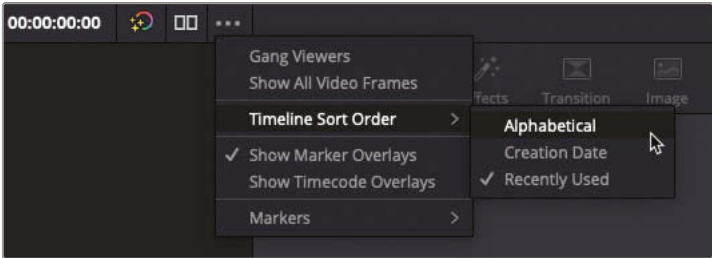 00:00:00:00
Gang Viewers
Show All Video Frames
ffects Transition Image
Timeline Sort Order
Alphabetical
Show Marker Overlays
Creation Date
Show Timecode Overlays
Recently Used
Markers